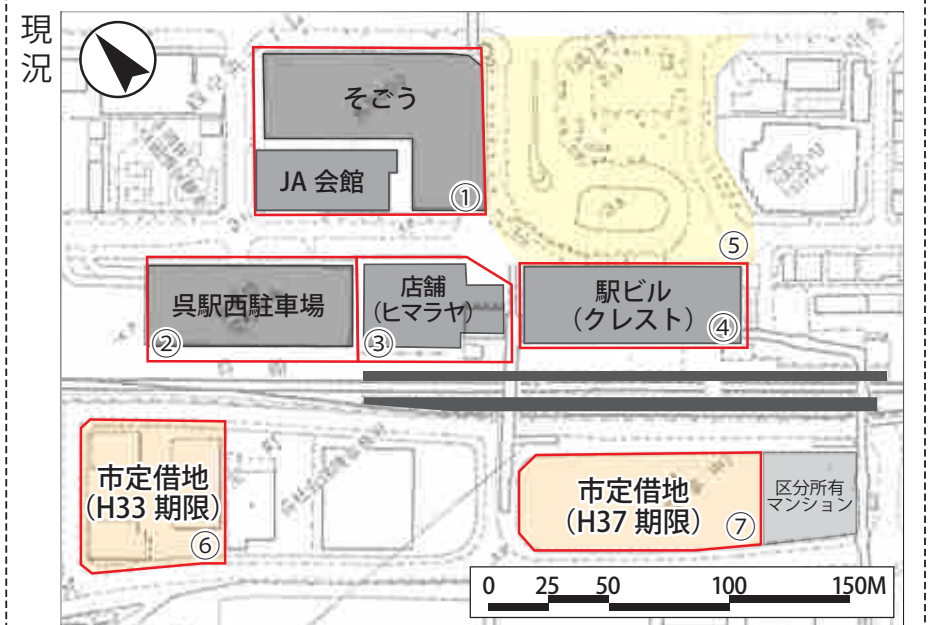 現況
そごう
JA 会館
①
⑤
呉駅西駐車場
②
店舗
(ヒマラヤ)
③
駅ビル
(クレスト)
④
市定借地
(H33 期限)
⑥
市定借地
(H37 期限)
⑦
区分所有
マンション
0 25 50 100 150M